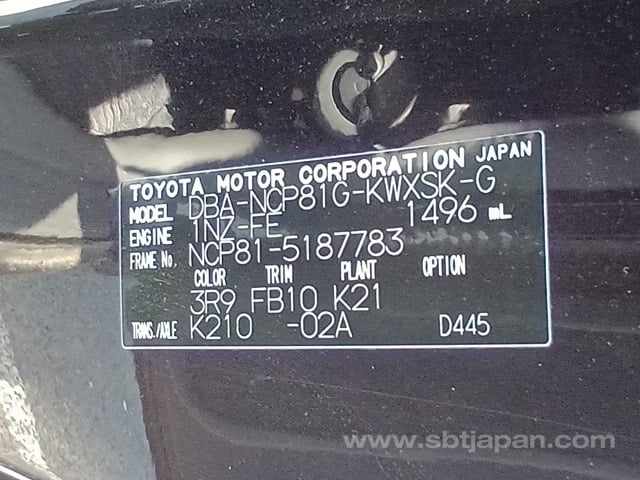 TOYOTA MOTOR CORPORATION JAPAN
MODEL DBA-NCP81G-KWXSK-G
ENGINE 1NZ-FE 1496 mL
FRAME No. NCP81-5187783
COLOR TRIM PLANT OPTION
3R9 FB10 K21
TRANS./AXLE K210 -02A D445
www.sbtjapan.com